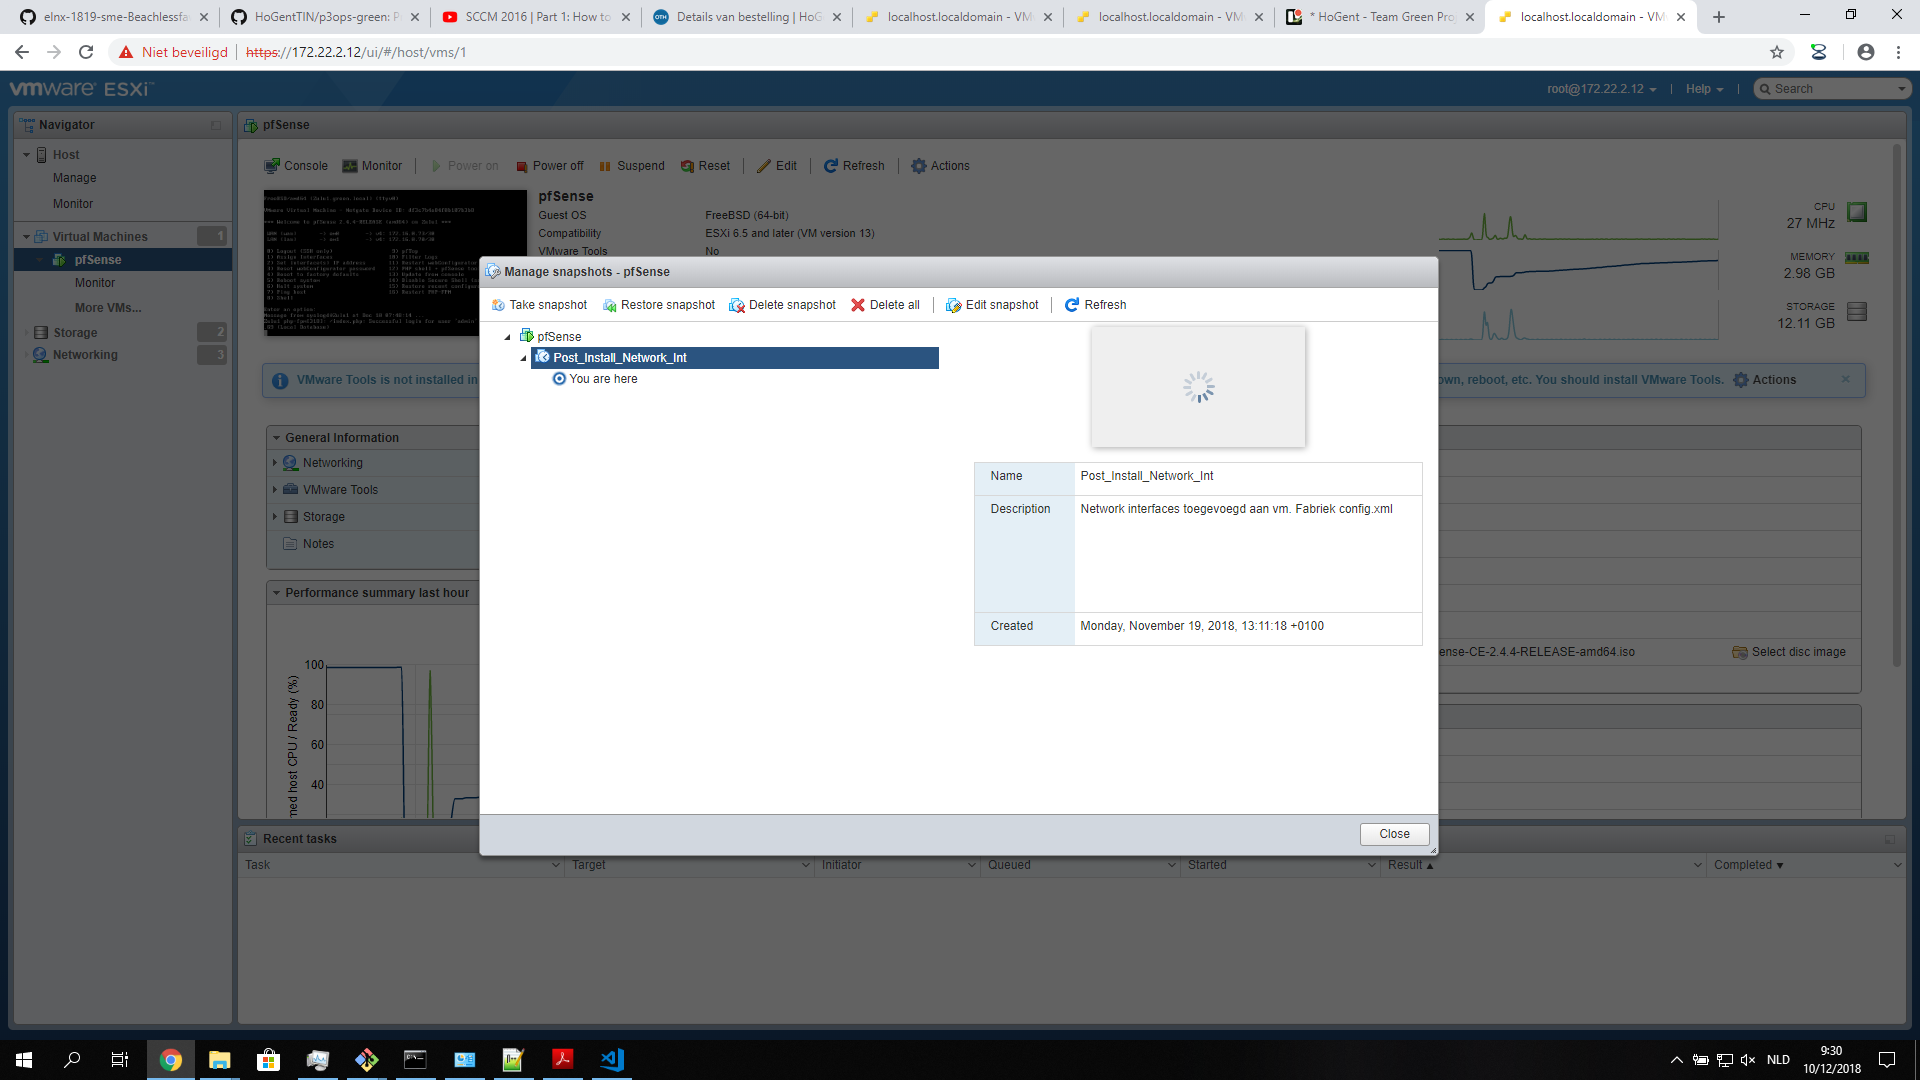 elnx-1819-sme-Beachlessfa
HoGentTIN/p3ops-green: P
SCCM 2016 | Part 1: How to
Details van bestelling | HoG
localhost.localdomain - VM
localhost.localdomain - VM
* HoGent - Team Green Pro
localhost.localdomain - VM
Niet beveiligd
https://172.22.2.12/ui/#/host/vms/1
vmware ESXi
root@172.22.2.12
Help
Search
Navigator
Host
Manage
Monitor
Virtual Machines 1
pfSense
Monitor
More VMs...
Storage 2
Networking 3
pfSense
Console Monitor Power on Power off Suspend Reset Edit Refresh Actions
pfSense
Guest OS FreeBSD (64-bit)
Compatibility ESXi 6.5 and later (VM version 13)
VMware Tools No
CPU
27 MHz
MEMORY
2.98 GB
STORAGE
12.11 GB
VMware Tools is not installed in
own, reboot, etc. You should install VMware Tools. Actions
General Information
Networking
VMware Tools
Storage
Notes
Performance summary last hour
100
80
60
40
med host CPU / Ready (%)
ense-CE-2.4.4-RELEASE-amd64.iso Select disc image
Manage snapshots - pfSense
Take snapshot Restore snapshot Delete snapshot Delete all Edit snapshot Refresh
pfSense
Post_Install_Network_Int
You are here
Name Post_Install_Network_Int
Description Network interfaces toegevoegd aan vm. Fabriek config.xml
Created Monday, November 19, 2018, 13:11:18 +0100
Close
Recent tasks
Task Target Initiator Queued Started Result Completed
NLD
9:30
10/12/2018